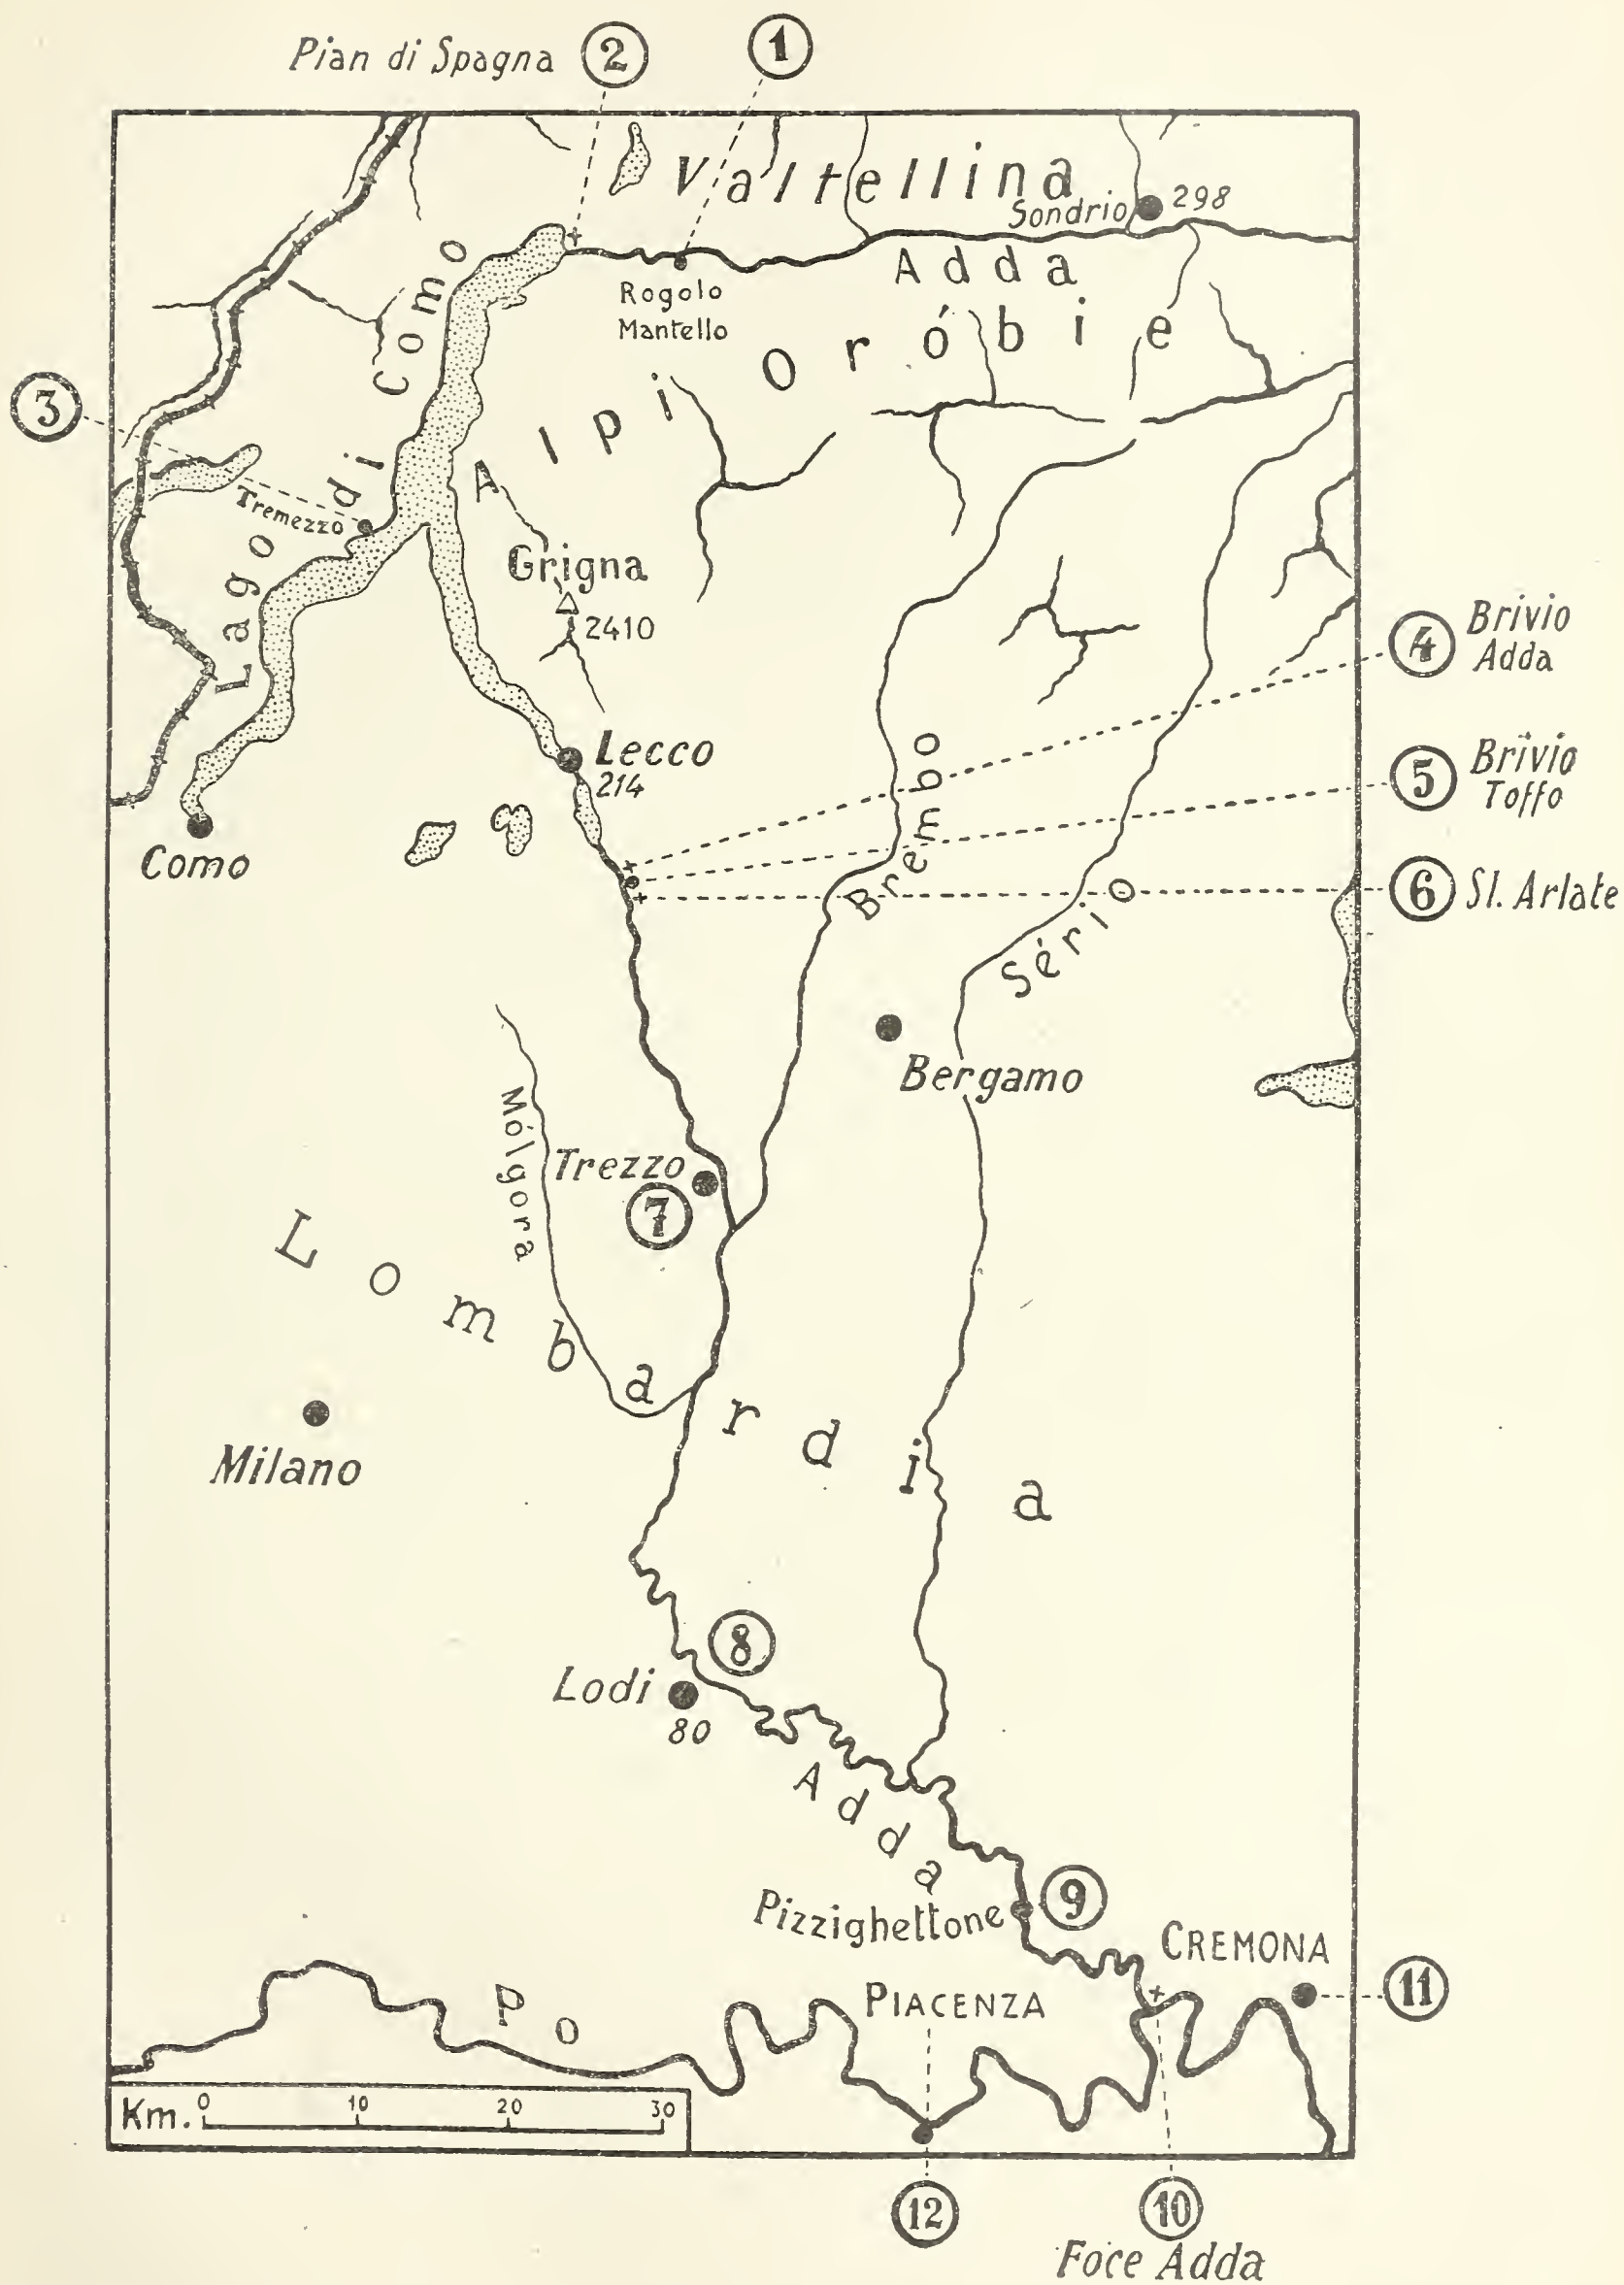 Pian di Spagna 2 1
Valtellina
Sondrio 298
Adda
Rogolo
Mantello
Alpi Oróbie
3
Tremezzo
Lago di Como
Grigna
2410
4 Brivio
Adda
Lecco
214
5 Brivio
Toffo
Como
Brembo
6 Sl. Arlate
Sério
Bergamo
Mólgora
Trezzo
7
Lombardia
Milano
8
Lodi
80
Adda
Pizzighettone 9
CREMONA
11
PIACENZA
Po
Km. 0 10 20 30
12 10
Foce Adda